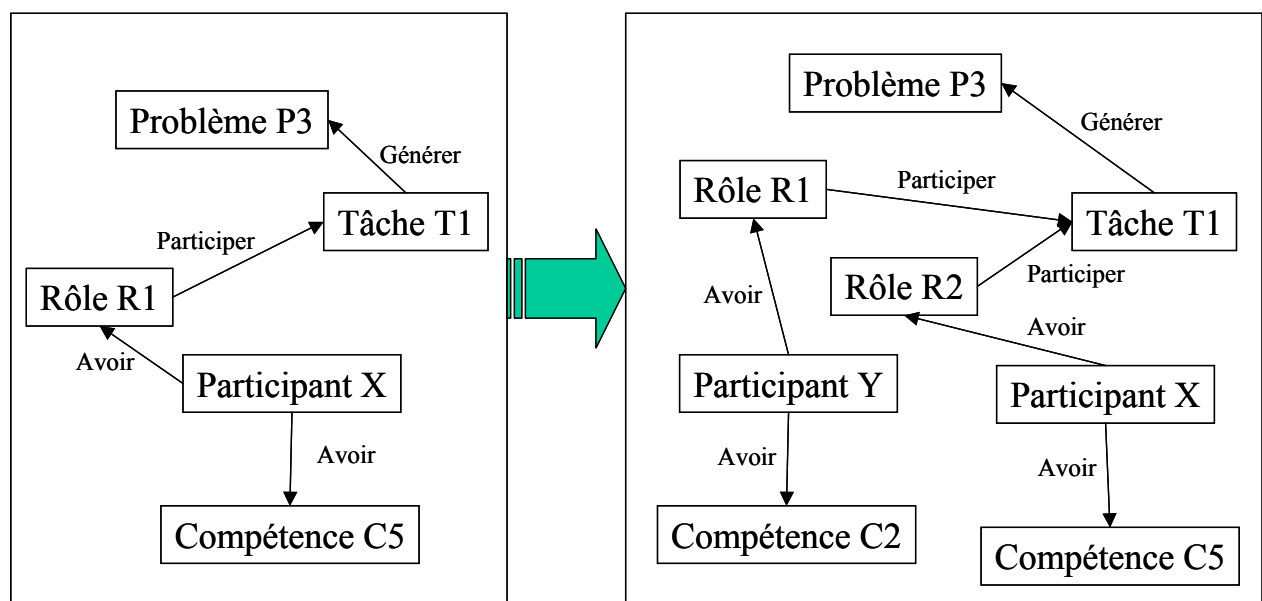 Problème P3
Générer
Tâche T1
Participer
Rôle R1
Avoir
Participant X
Avoir
Compétence C5
Problème P3
Générer
Rôle R1
Participer
Tâche T1
Rôle R2
Participer
Avoir
Avoir
Participant Y
Participant X
Avoir
Avoir
Compétence C2
Compétence C5